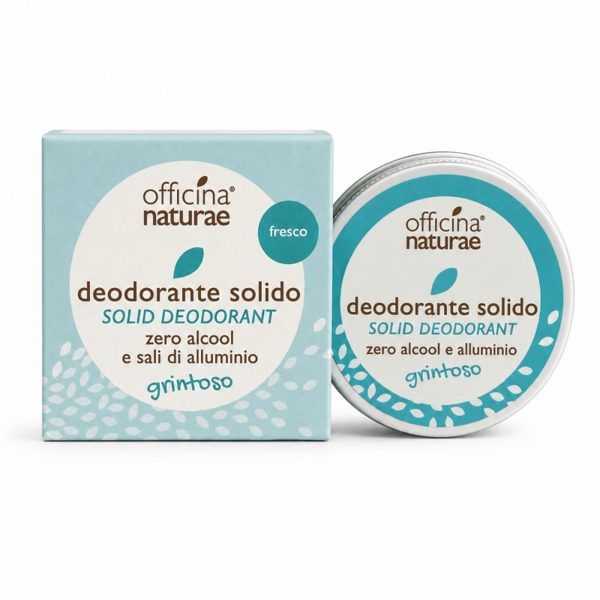 officina®
naturae
fresco
deodorante solido
SOLID DEODORANT
zero alcool
e sali di alluminio
grintoso
officina®
naturae
deodorante solido
SOLID DEODORANT
zero alcool e alluminio
grintoso